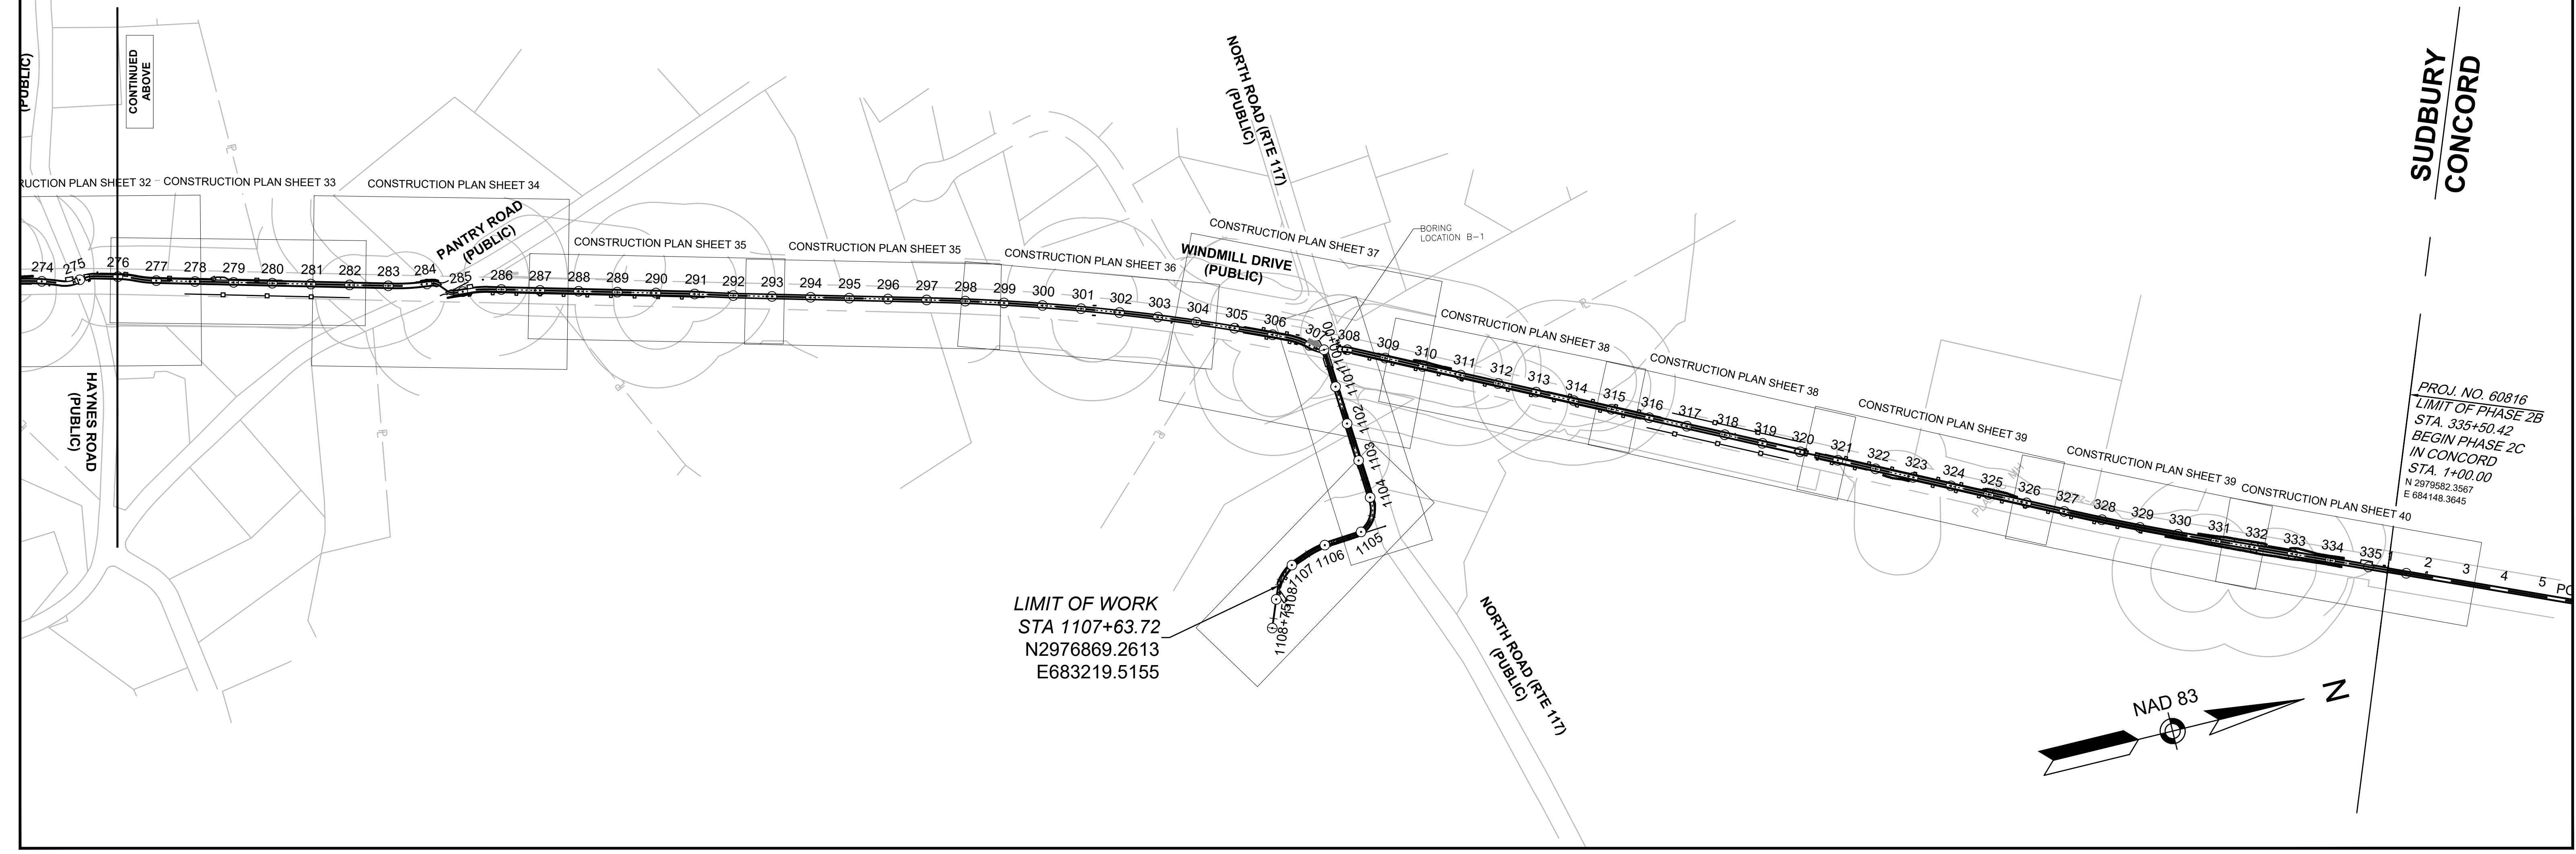 (PUBLIC)
CONTINUED
ABOVE
RUCTION PLAN SHEET 32
CONSTRUCTION PLAN SHEET 33
CONSTRUCTION PLAN SHEET 34
PANTRY ROAD
(PUBLIC)
CONSTRUCTION PLAN SHEET 35
CONSTRUCTION PLAN SHEET 35
CONSTRUCTION PLAN SHEET 36
WINDMILL DRIVE
(PUBLIC)
NORTH ROAD (RTE 117)
(PUBLIC)
CONSTRUCTION PLAN SHEET 37
BORING
LOCATION B-1
CONSTRUCTION PLAN SHEET 38
CONSTRUCTION PLAN SHEET 38
CONSTRUCTION PLAN SHEET 39
CONSTRUCTION PLAN SHEET 39
CONSTRUCTION PLAN SHEET 40
SUDBURY
CONCORD
PROJ. NO. 60816
LIMIT OF PHASE 2B
STA. 335+50.42
BEGIN PHASE 2C
IN CONCORD
STA. 1+00.00
N 2979582.3567
E 684148.3645
274 275 276 277 278 279 280 281 282 283 284 285 286 287 288 289 290 291 292 293 294 295 296 297 298 299 300 301 302 303 304 305 306 307 308 309 310 311 312 313 314 315 316 317 318 319 320 321 322 323 324 325 326 327 328 329 330 331 332 333 334 335 1 2 3 4 5 PC
1101
1102
1103
1104
1105
1106
1107
1108
1108+75
HAYNES ROAD
(PUBLIC)
LIMIT OF WORK
STA 1107+63.72
N2976869.2613
E683219.5155
NORTH ROAD (RTE 117)
(PUBLIC)
NAD 83
N